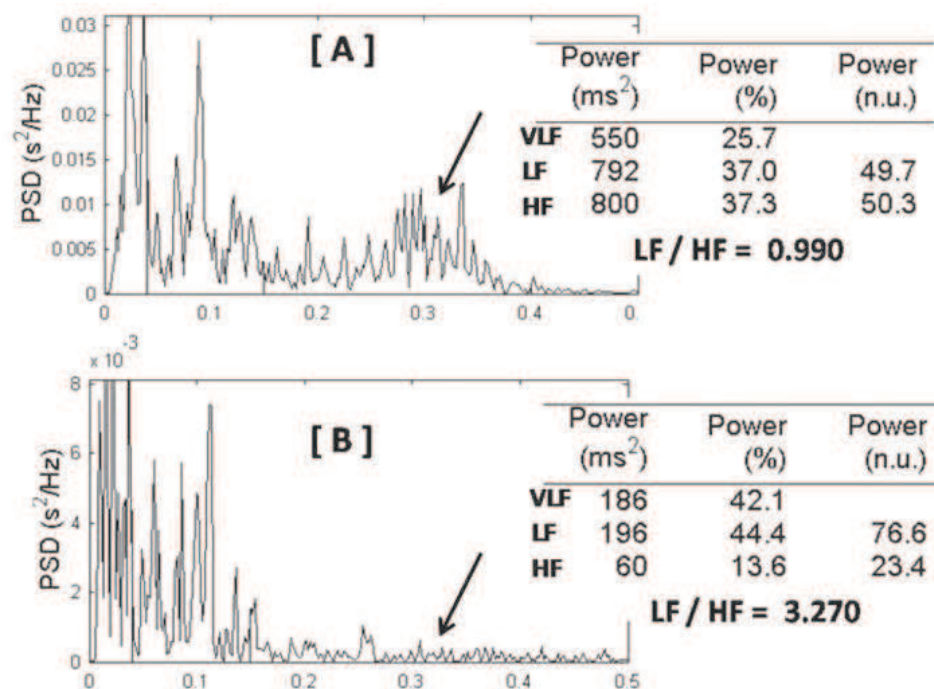 [ A ]
PSD (s²/Hz)
0.03
0.025
0.02
0.015
0.01
0.005
0
0 0.1 0.2 0.3 0.4 0.
Power (ms²) Power (%) Power (n.u.)
VLF 550 25.7
LF 792 37.0 49.7
HF 800 37.3 50.3
LF / HF = 0.990
x 10⁻³
[ B ]
PSD (s²/Hz)
8
6
4
2
0
0 0.1 0.2 0.3 0.4 0.5
Power (ms²) Power (%) Power (n.u.)
VLF 186 42.1
LF 196 44.4 76.6
HF 60 13.6 23.4
LF / HF = 3.270